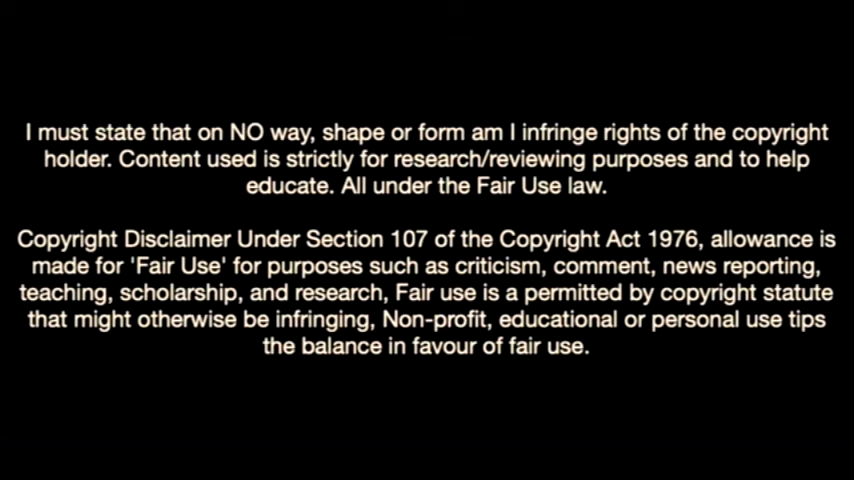 I must state that on NO way, shape or form am I infringe rights of the copyright
holder. Content used is strictly for research/reviewing purposes and to help
educate. All under the Fair Use law.
Copyright Disclaimer Under Section 107 of the Copyright Act 1976, allowance is
made for 'Fair Use' for purposes such as criticism, comment, news reporting,
teaching, scholarship, and research, Fair use is a permitted by copyright statute
that might otherwise be infringing, Non-profit, educational or personal use tips
the balance in favour of fair use.